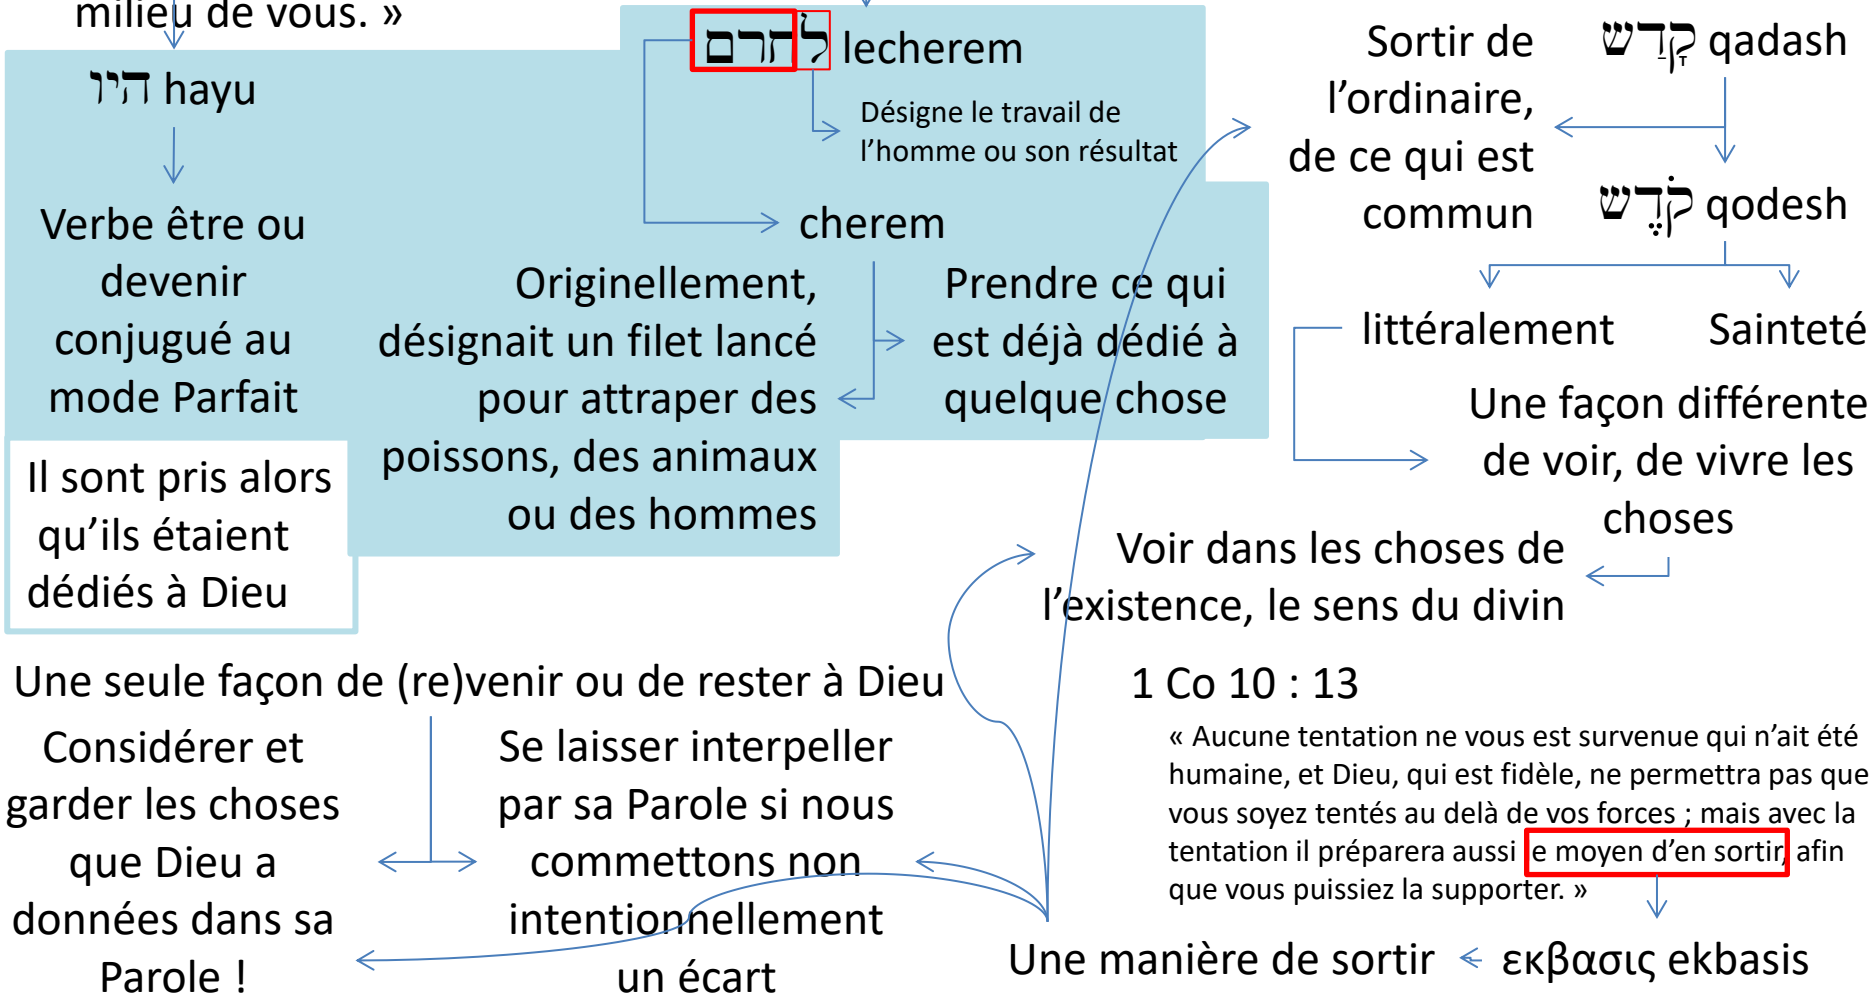 milieu de vous. »
היו hayu
Verbe être ou
devenir
conjugué au
mode Parfait
Il sont pris alors
qu'ils étaient
dédiés à Dieu
לחרם lecherem
Désigne le travail de
l'homme ou son résultat
cherem
Originellement,
désignait un filet lancé
pour attraper des
poissons, des animaux
ou des hommes
Prendre ce qui
est déjà dédié à
quelque chose
Sortir de
l'ordinaire,
de ce qui est
commun
קָדַש qadash
קֹדֶש qodesh
littéralement
Sainteté
Une façon différente
de voir, de vivre les
choses
Voir dans les choses de
l'existence, le sens du divin
Une seule façon de (re)venir ou de rester à Dieu
Considérer et
garder les choses
que Dieu a
données dans sa
Parole !
Se laisser interpeller
par sa Parole si nous
commettons non
intentionnellement
un écart
1 Co 10 : 13
« Aucune tentation ne vous est survenue qui n'ait été
humaine, et Dieu, qui est fidèle, ne permettra pas que
vous soyez tentés au delà de vos forces ; mais avec la
tentation il préparera aussi le moyen d'en sortir, afin
que vous puissiez la supporter. »
Une manière de sortir
εκβασις ekbasis